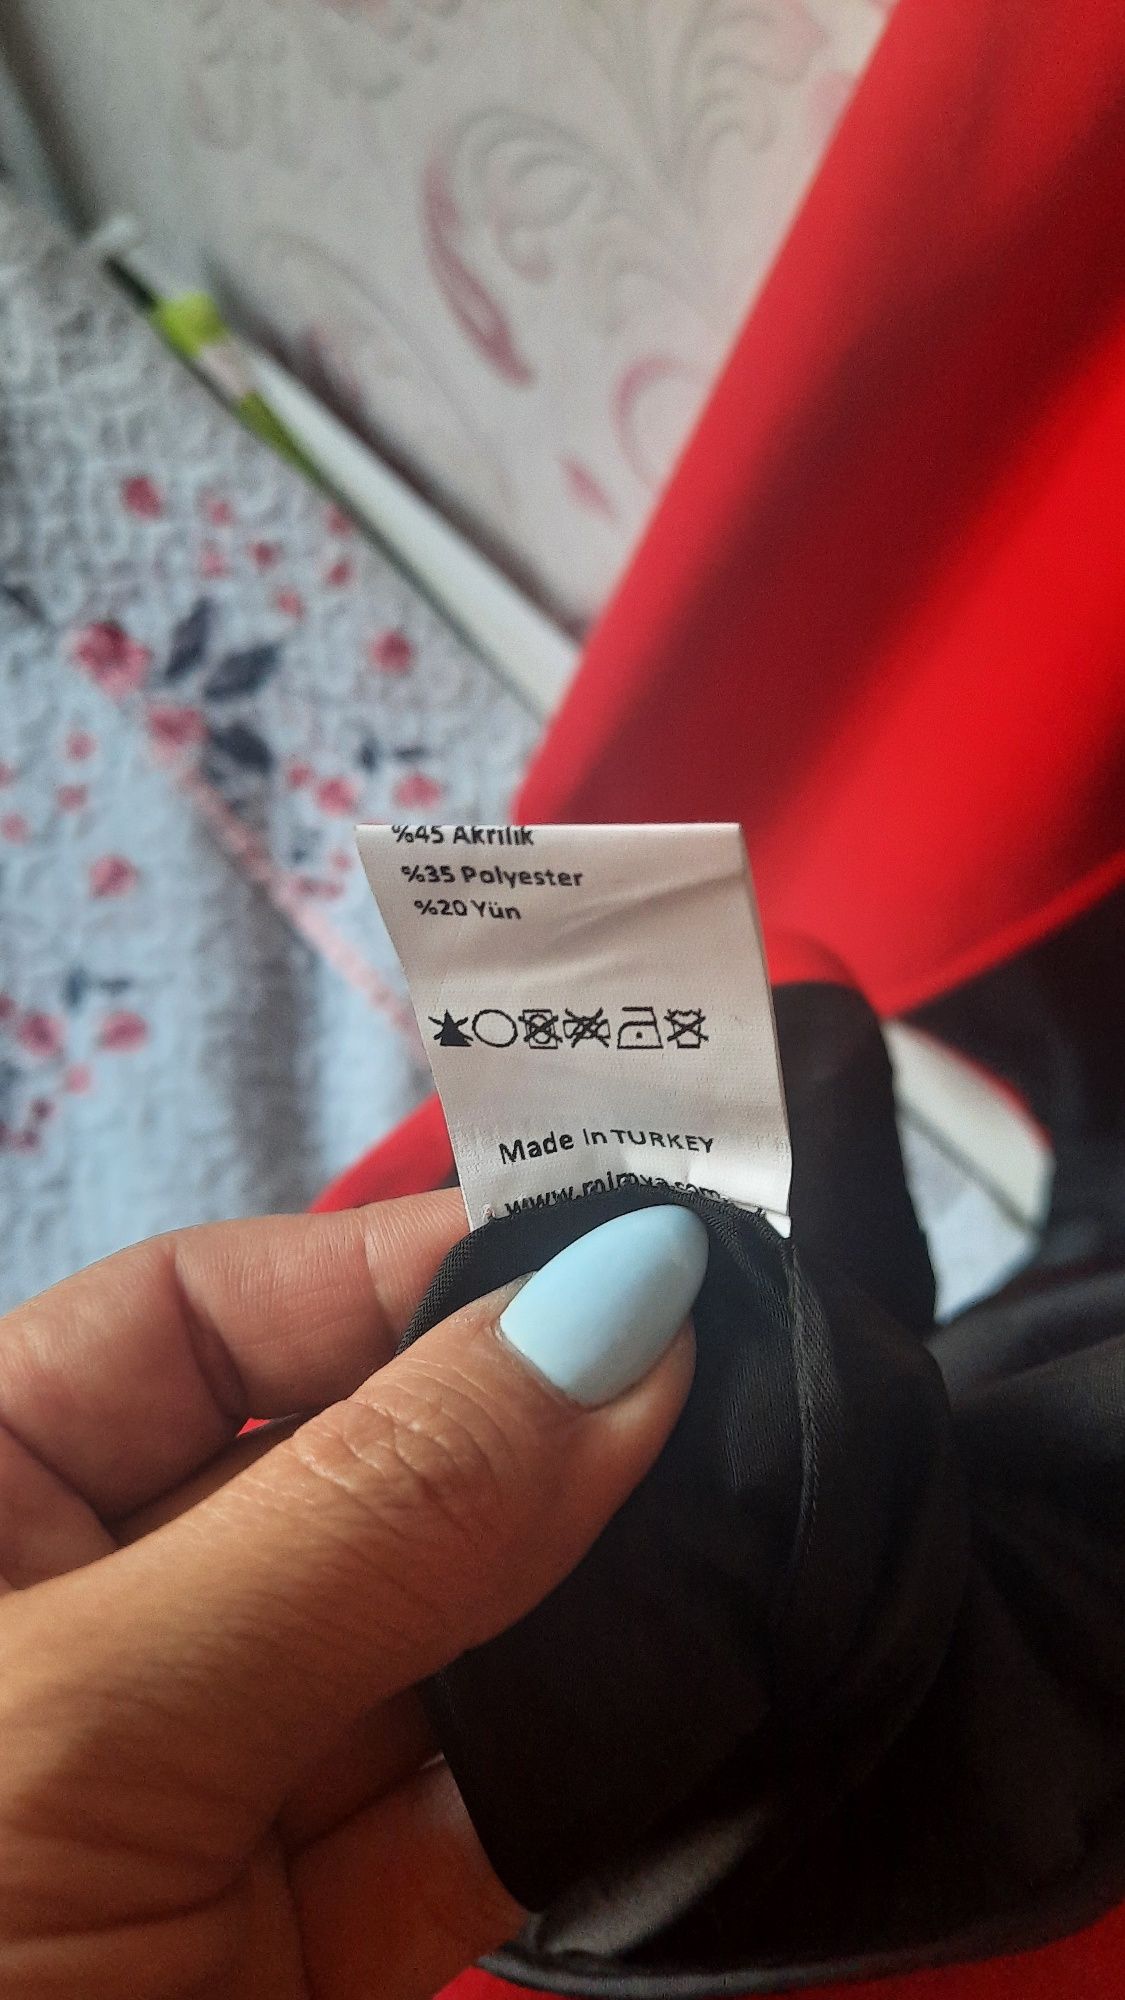 %45 Akrilik
%35 Polyester
%20 Yün
Made in TURKEY